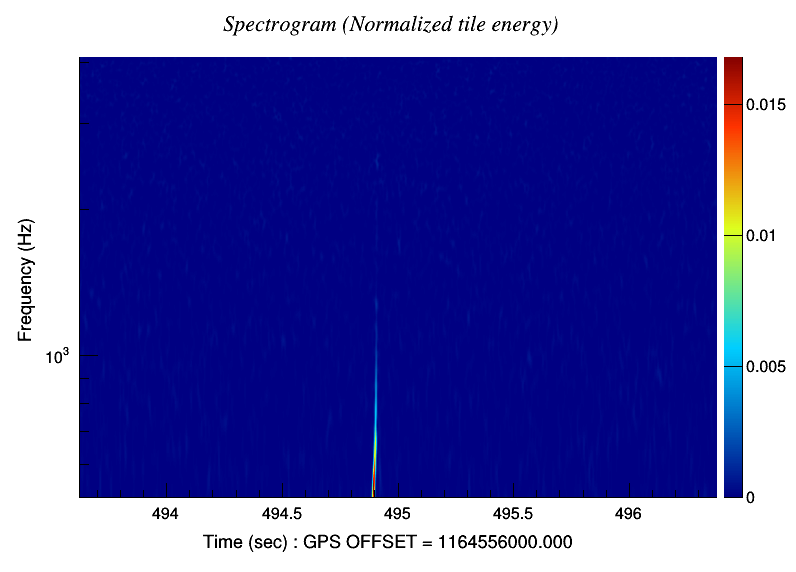 Spectrogram (Normalized tile energy)
0.015
0.01
0.005
0
Frequency (Hz)
10³
494 494.5 495 495.5 496
Time (sec) : GPS OFFSET = 1164556000.000